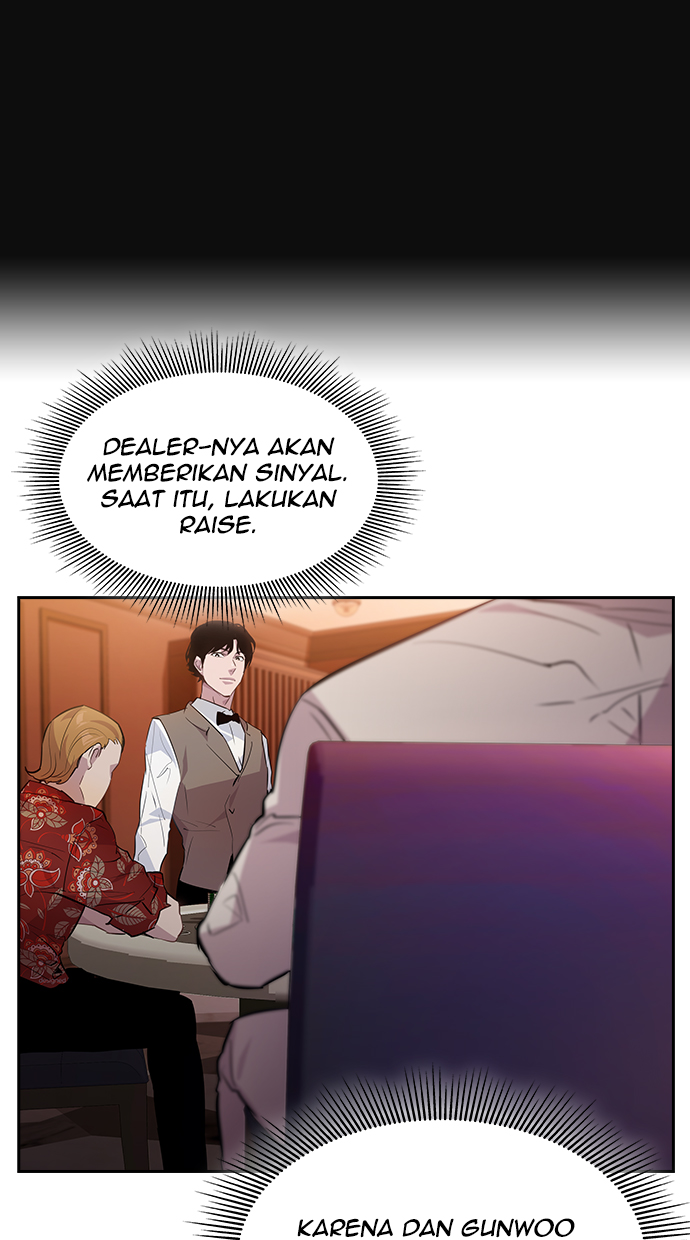 DEALER-NYA AKAN
MEMBERIKAN SINYAL.
SAAT ITU, LAKUKAN
RAISE.
KARENA DAN GUNWOO